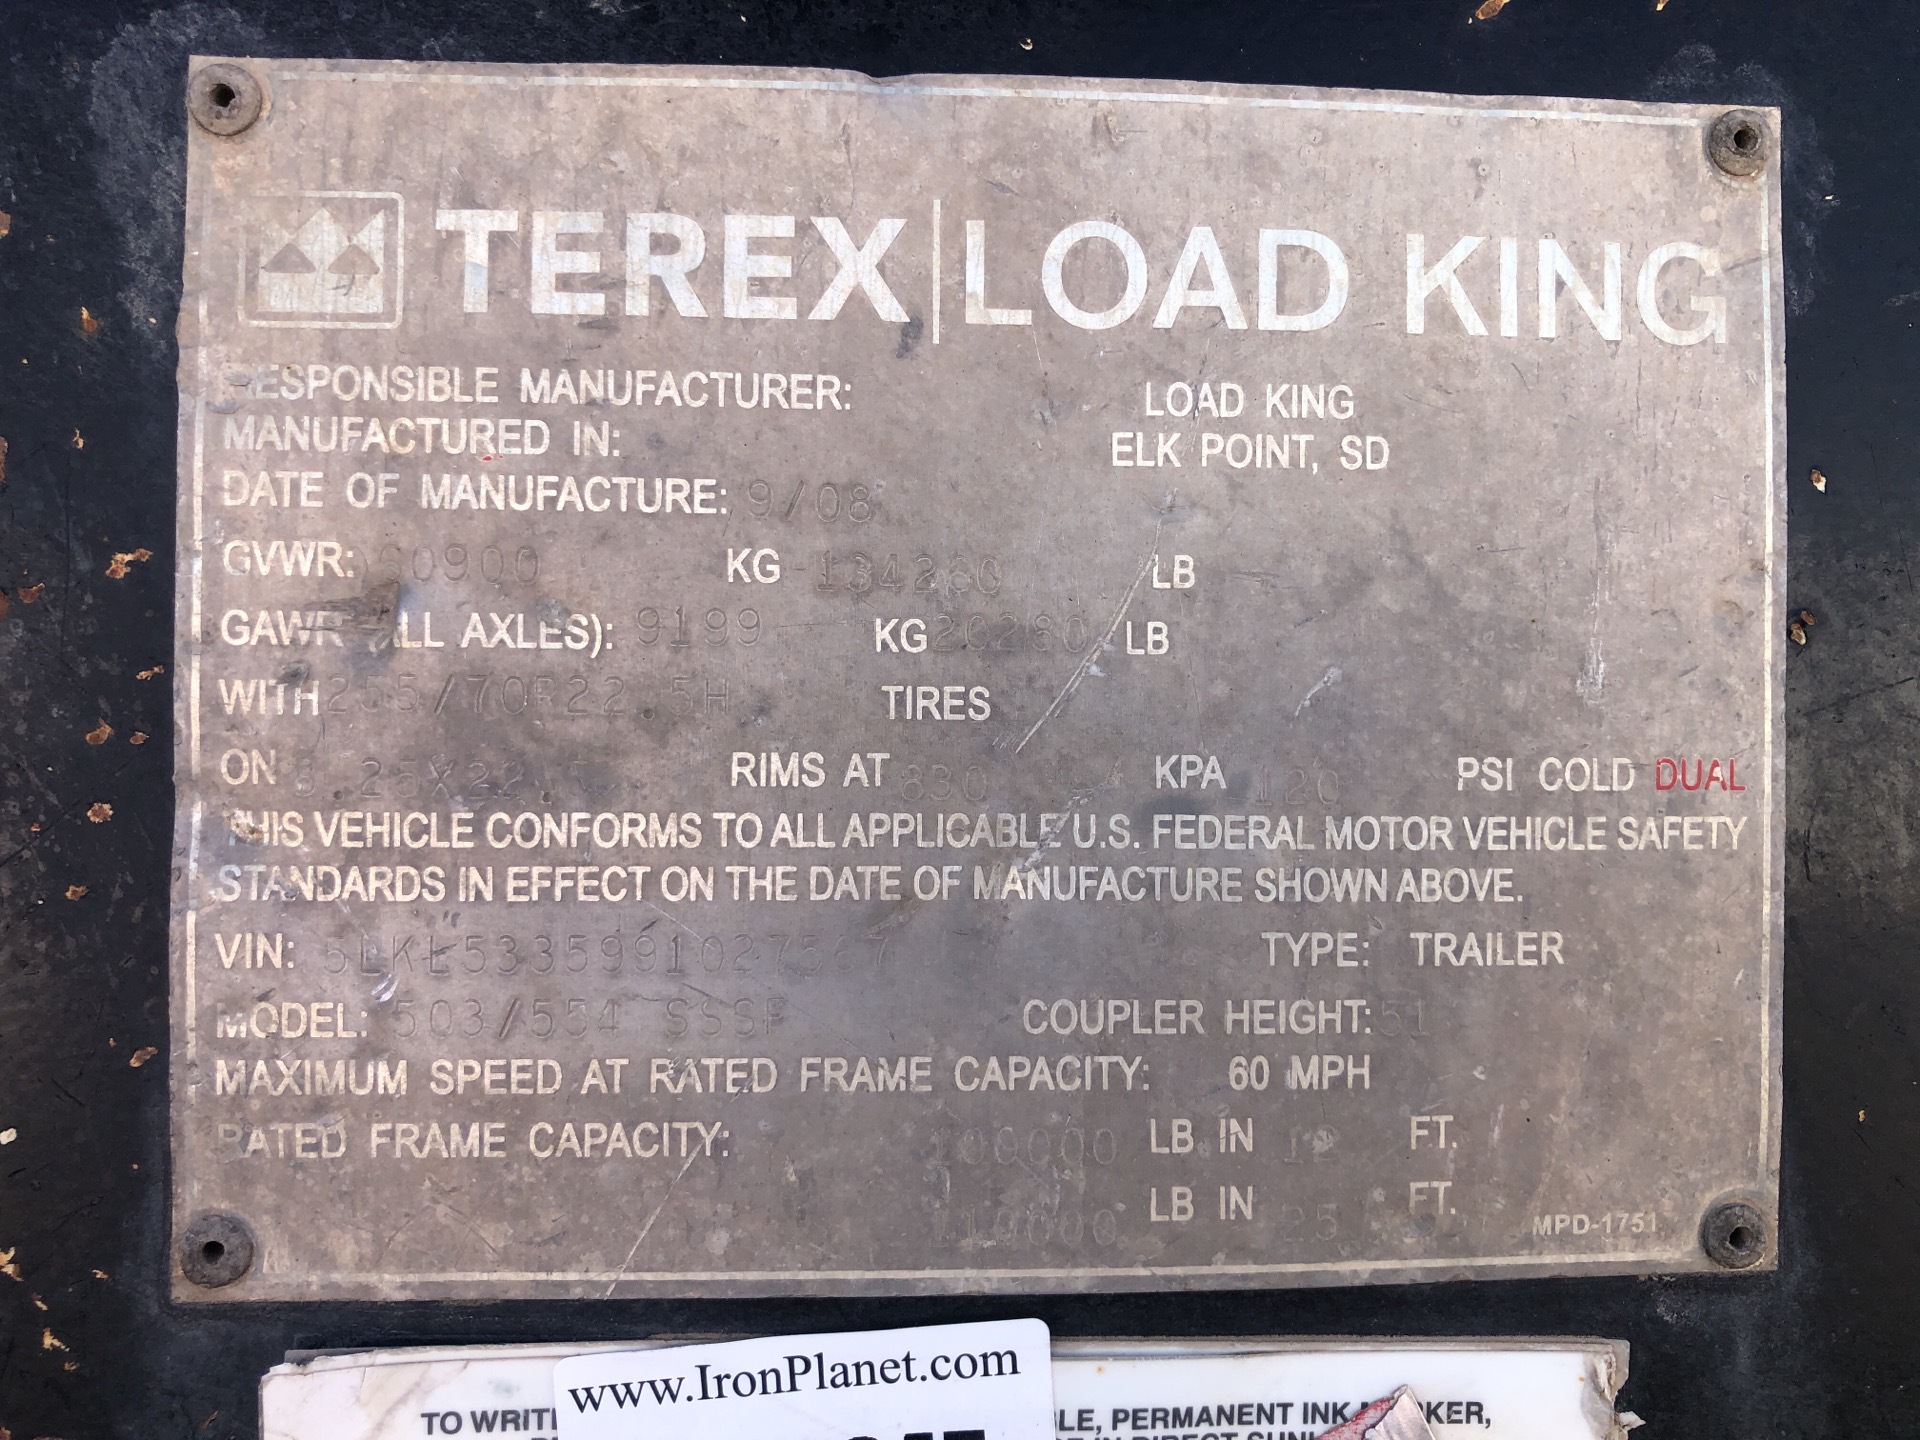 TEREX | LOAD KING
RESPONSIBLE MANUFACTURER: LOAD KING
MANUFACTURED IN: ELK POINT, SD
DATE OF MANUFACTURE: 9/08
GVWR: KG 134280 LB
GAWR (ALL AXLES): 9199 KG 20280 LB
WITH 255/70R22.5H TIRES
ON 8.25X22.5 RIMS AT 830 KPA 120 PSI COLD DUAL
THIS VEHICLE CONFORMS TO ALL APPLICABLE U.S. FEDERAL MOTOR VEHICLE SAFETY
STANDARDS IN EFFECT ON THE DATE OF MANUFACTURE SHOWN ABOVE.
VIN: TYPE: TRAILER
MODEL: 503/554 SSSF COUPLER HEIGHT: 51
MAXIMUM SPEED AT RATED FRAME CAPACITY: 60 MPH
RATED FRAME CAPACITY: 100000 LB IN 12 FT.
110000 LB IN 25 FT.
MPD-1751
www.IronPlanet.com
TO PERMANENT INK